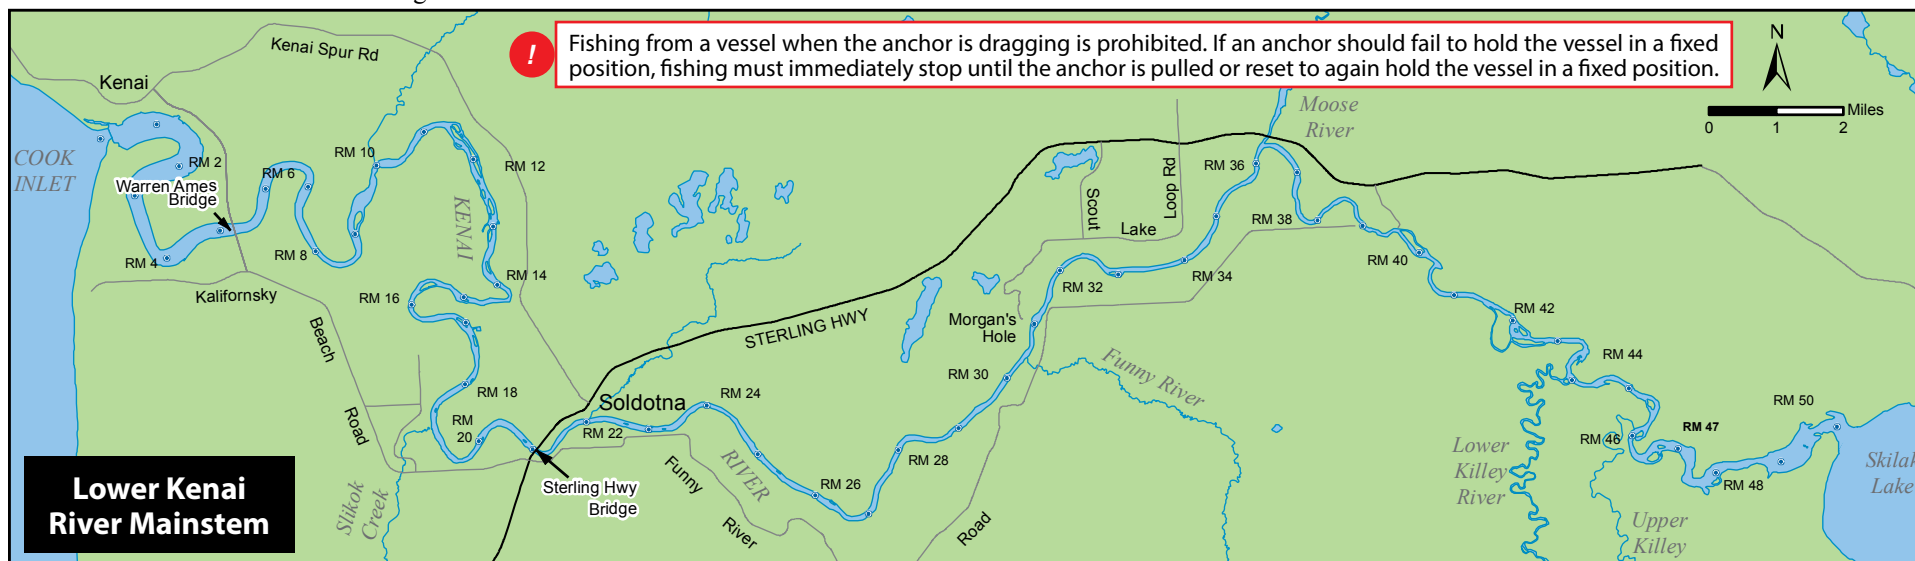 Fishing from a vessel when the anchor is dragging is prohibited. If an anchor should fail to hold the vessel in a fixed
position, fishing must immediately stop until the anchor is pulled or reset to again hold the vessel in a fixed position.
!
N
Miles
0 1 2
Kenai Spur Rd
Kenai
COOK
INLET
RM 2
Warren Ames
Bridge
RM 4
RM 6
RM 8
RM 10
RM 12
KENAI
RM 14
RM 16
Kalifornsky
Beach
Road
RM 18
RM
20
Slikok
Creek
Sterling Hwy
Bridge
Soldotna
RM 22
RM 24
STERLING HWY
Funny
River
Road
RIVER
RM 26
RM 28
RM 30
Morgan's
Hole
RM 32
Funny River
Scout
Lake
Loop Rd
RM 34
RM 36
Moose
River
RM 38
RM 40
RM 42
RM 44
Lower
Killey
River
RM 46
RM 47
RM 48
RM 50
Upper
Killey
Lake
Lower Kenai
River Mainstem